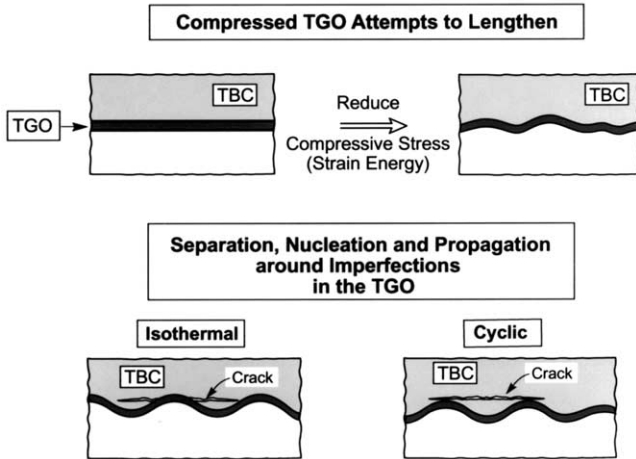 Compressed TGO Attempts to Lengthen
TBC
TGO
Reduce
Compressive Stress
(Strain Energy)
TBC
Separation, Nucleation and Propagation
around Imperfections
in the TGO
Isothermal
TBC
Crack
Cyclic
TBC
Crack